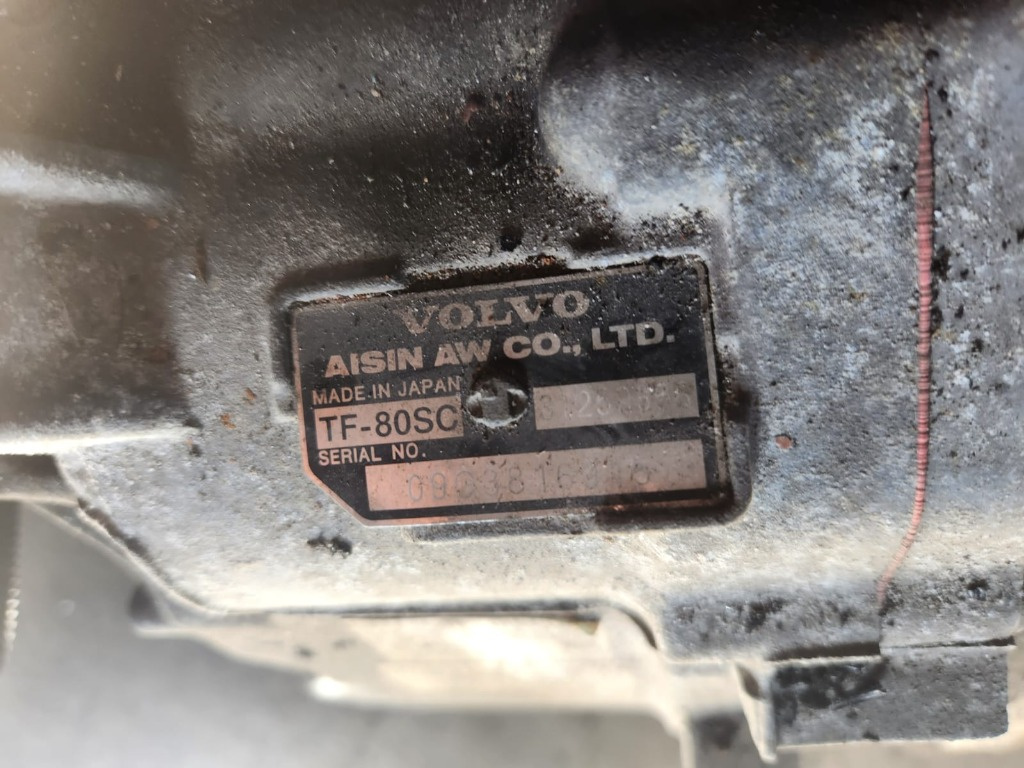 VOLVO
AISIN AW CO., LTD.
MADE IN JAPAN
TF-80SC
SERIAL NO.